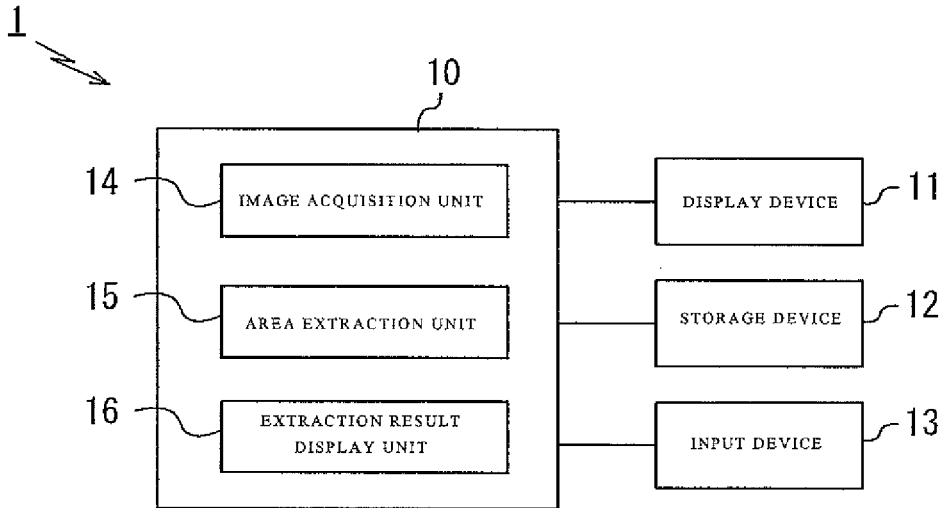 1
10
14
IMAGE ACQUISITION UNIT
DISPLAY DEVICE
11
15
AREA EXTRACTION UNIT
STORAGE DEVICE
12
16
EXTRACTION RESULT
DISPLAY UNIT
INPUT DEVICE
13